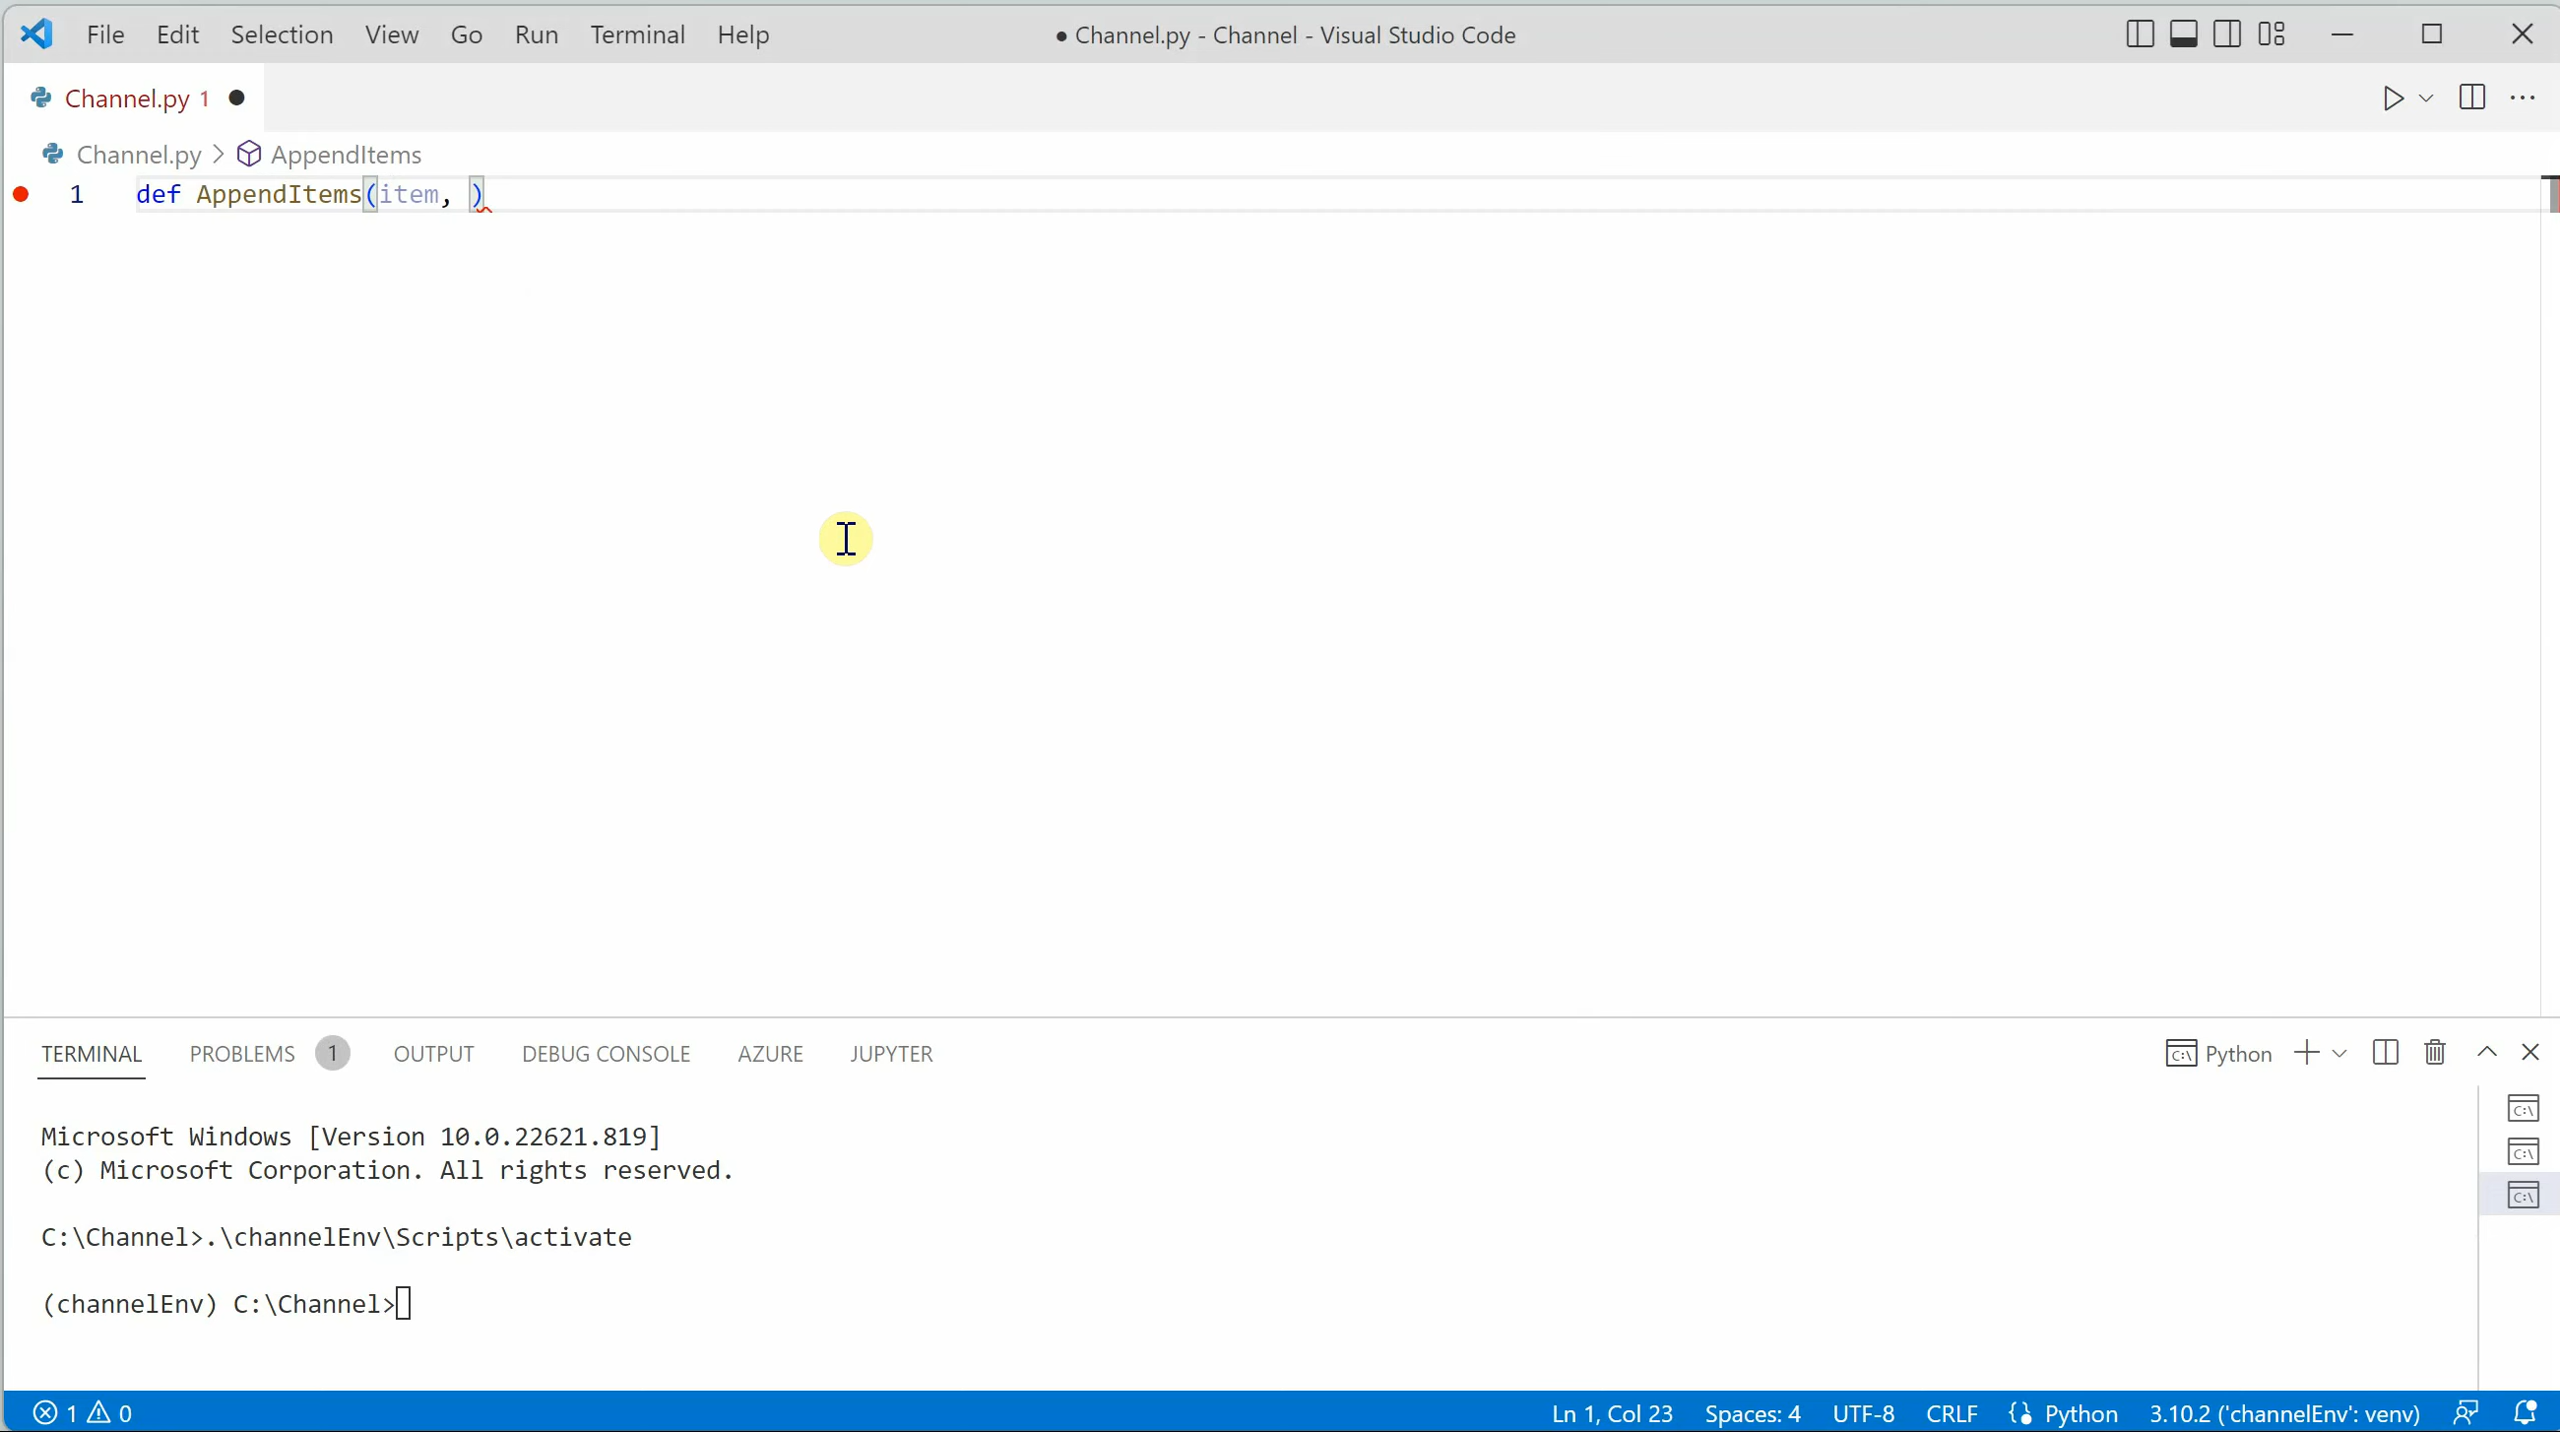 File Edit Selection View Go Run Terminal Help ● Channel.py - Channel - Visual Studio Code
Channel.py 1 ●
Channel.py > AppendItems
1 def AppendItems(item, )
TERMINAL PROBLEMS 1 OUTPUT DEBUG CONSOLE AZURE JUPYTER Python
Microsoft Windows [Version 10.0.22621.819]
(c) Microsoft Corporation. All rights reserved.
C:\Channel>.\channelEnv\Scripts\activate
(channelEnv) C:\Channel>
1 0 Ln 1, Col 23 Spaces: 4 UTF-8 CRLF Python 3.10.2 ('channelEnv': venv)